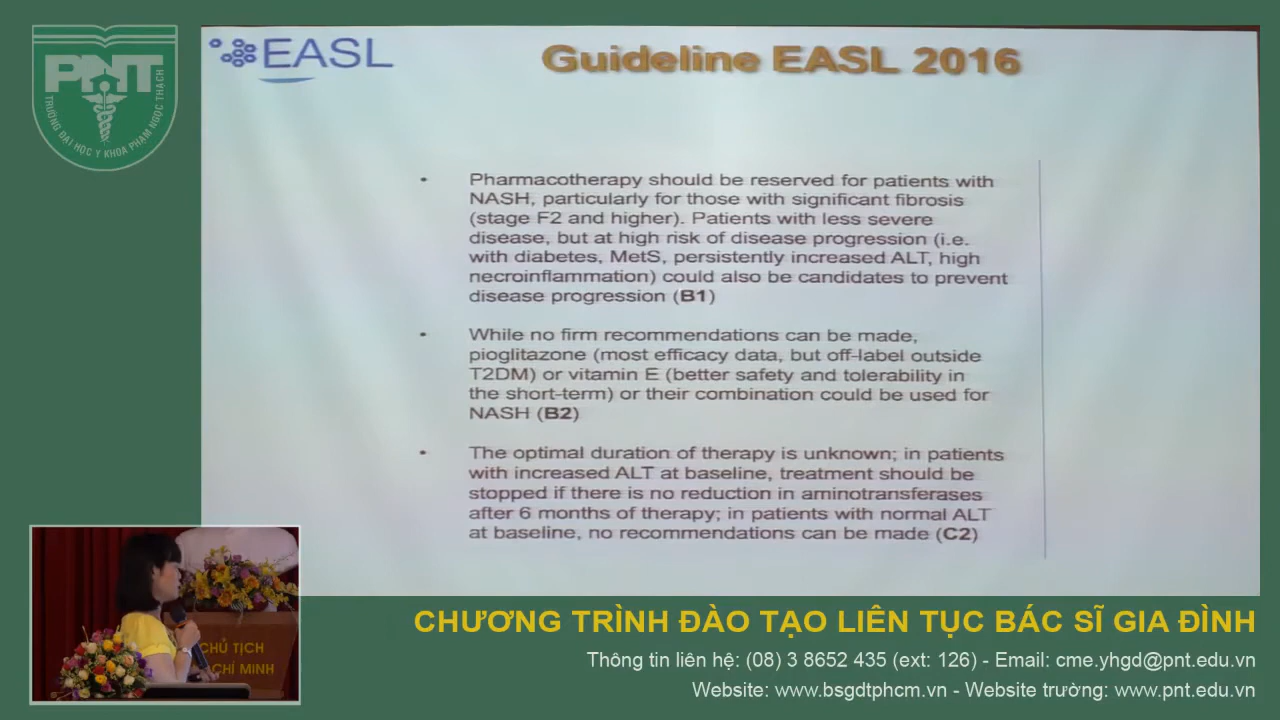 PNT
TRƯỜNG ĐẠI HỌC Y KHOA PHẠM NGỌC THẠCH
EASL
Guideline EASL 2016
• Pharmacotherapy should be reserved for patients with
NASH, particularly for those with significant fibrosis
(stage F2 and higher). Patients with less severe
disease, but at high risk of disease progression (i.e.
with diabetes, MetS, persistently increased ALT, high
necroinflammation) could also be candidates to prevent
disease progression (B1)
• While no firm recommendations can be made,
pioglitazone (most efficacy data, but off-label outside
T2DM) or vitamin E (better safety and tolerability in
the short-term) or their combination could be used for
NASH (B2)
• The optimal duration of therapy is unknown; in patients
with increased ALT at baseline, treatment should be
stopped if there is no reduction in aminotransferases
after 6 months of therapy; in patients with normal ALT
at baseline, no recommendations can be made (C2)
CHỦ TỊCH
CHÍ MINH
CHƯƠNG TRÌNH ĐÀO TẠO LIÊN TỤC BÁC SĨ GIA ĐÌNH
Thông tin liên hệ: (08) 3 8652 435 (ext: 126) - Email: cme.yhgd@pnt.edu.vn
Website: www.bsgdtphcm.vn - Website trường: www.pnt.edu.vn